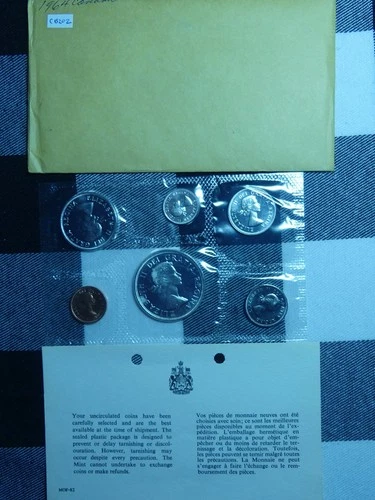 1964 Canada
Your uncirculated coins have been
carefully selected and are the best
available at the time of shipment. The
sealed plastic package is designed to
prevent or delay tarnishing or discol-
ouration. However, tarnishing may
occur despite every precaution. The
Mint cannot undertake to exchange
coins or make refunds.
Vos pièces de monnaie neuves ont été
choisies avec soin; ce sont les meilleures
pièces disponibles au moment de l'ex-
pédition. L'emballage hermétique en
matière plastique a pour objet d'em-
pêcher ou du moins de retarder le ter-
nissage et la décoloration. Toutefois,
les pièces peuvent se ternir malgré toutes
les précautions. La Monnaie ne peut
s'engager à faire l'échange ou le rem-
boursement des pièces.